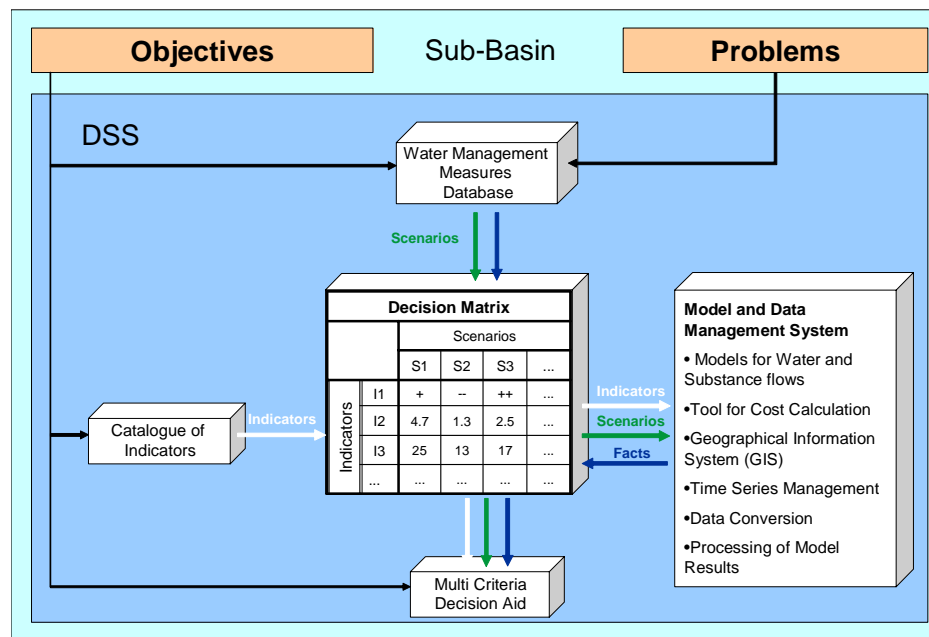 Objectives
Sub-Basin
Problems
DSS
Water Management
Measures
Database
Scenarios
Decision Matrix
Scenarios
S1 S2 S3 ...
Indicators
I1 + -- ++ ...
I2 4.7 1.3 2.5 ...
I3 25 13 17 ...
... ... ... ... ...
Catalogue of
Indicators
Indicators
Indicators
Scenarios
Facts
Model and Data
Management System
• Models for Water and
Substance flows
•Tool for Cost Calculation
•Geographical Information
System (GIS)
•Time Series Management
•Data Conversion
•Processing of Model
Results
Multi Criteria
Decision Aid